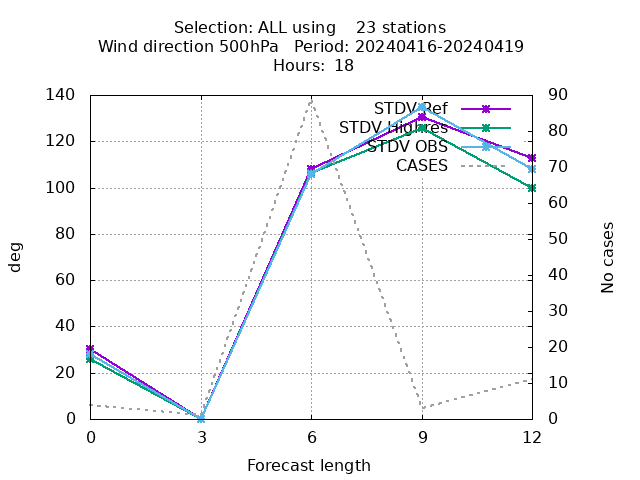 Selection: ALL using    23 stations
Wind direction 500hPa   Period: 20240416-20240419
Hours: 18
140
120
100
80
60
40
20
0
90
80
70
60
50
40
30
20
10
0
STDV Ref
STDV Highres
STDV OBS
CASES
deg
No cases
0 3 6 9 12
Forecast length